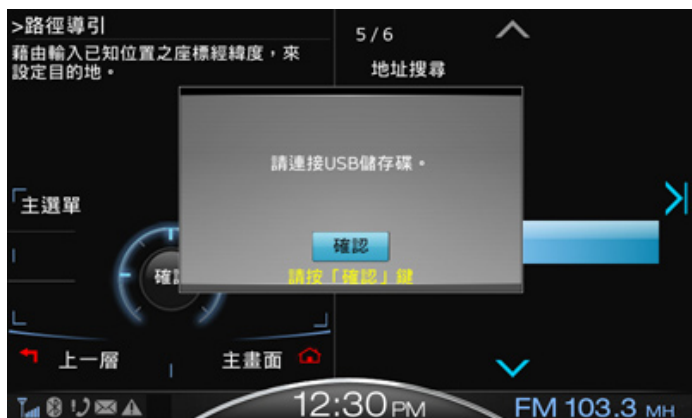 >路徑導引
藉由輸入已知位置之座標經緯度，來
設定目的地。
5/6
地址搜尋
請連接USB儲存碟。
確認
請按「確認」鍵
主選單
確
上一層
主畫面
12:30 PM
FM 103.3 MH